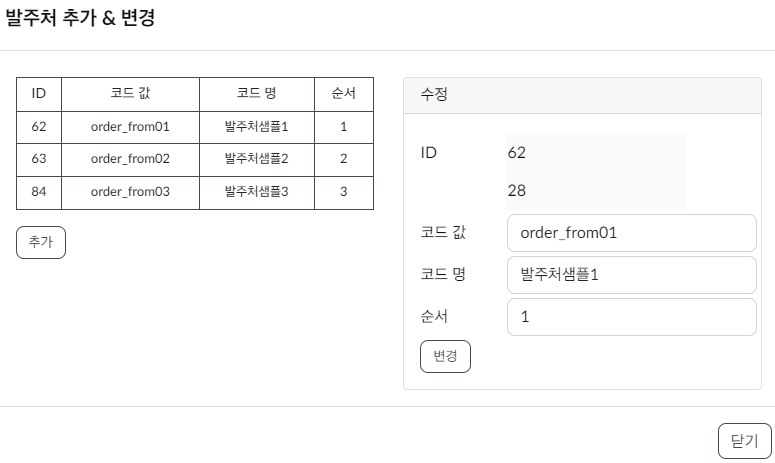 발주처 추가 & 변경
ID 코드 값 코드 명 순서
62 order_from01 발주처샘플1 1
63 order_from02 발주처샘플2 2
84 order_from03 발주처샘플3 3
추가
수정
ID 62
28
코드 값 order_from01
코드 명 발주처샘플1
순서 1
변경
닫기